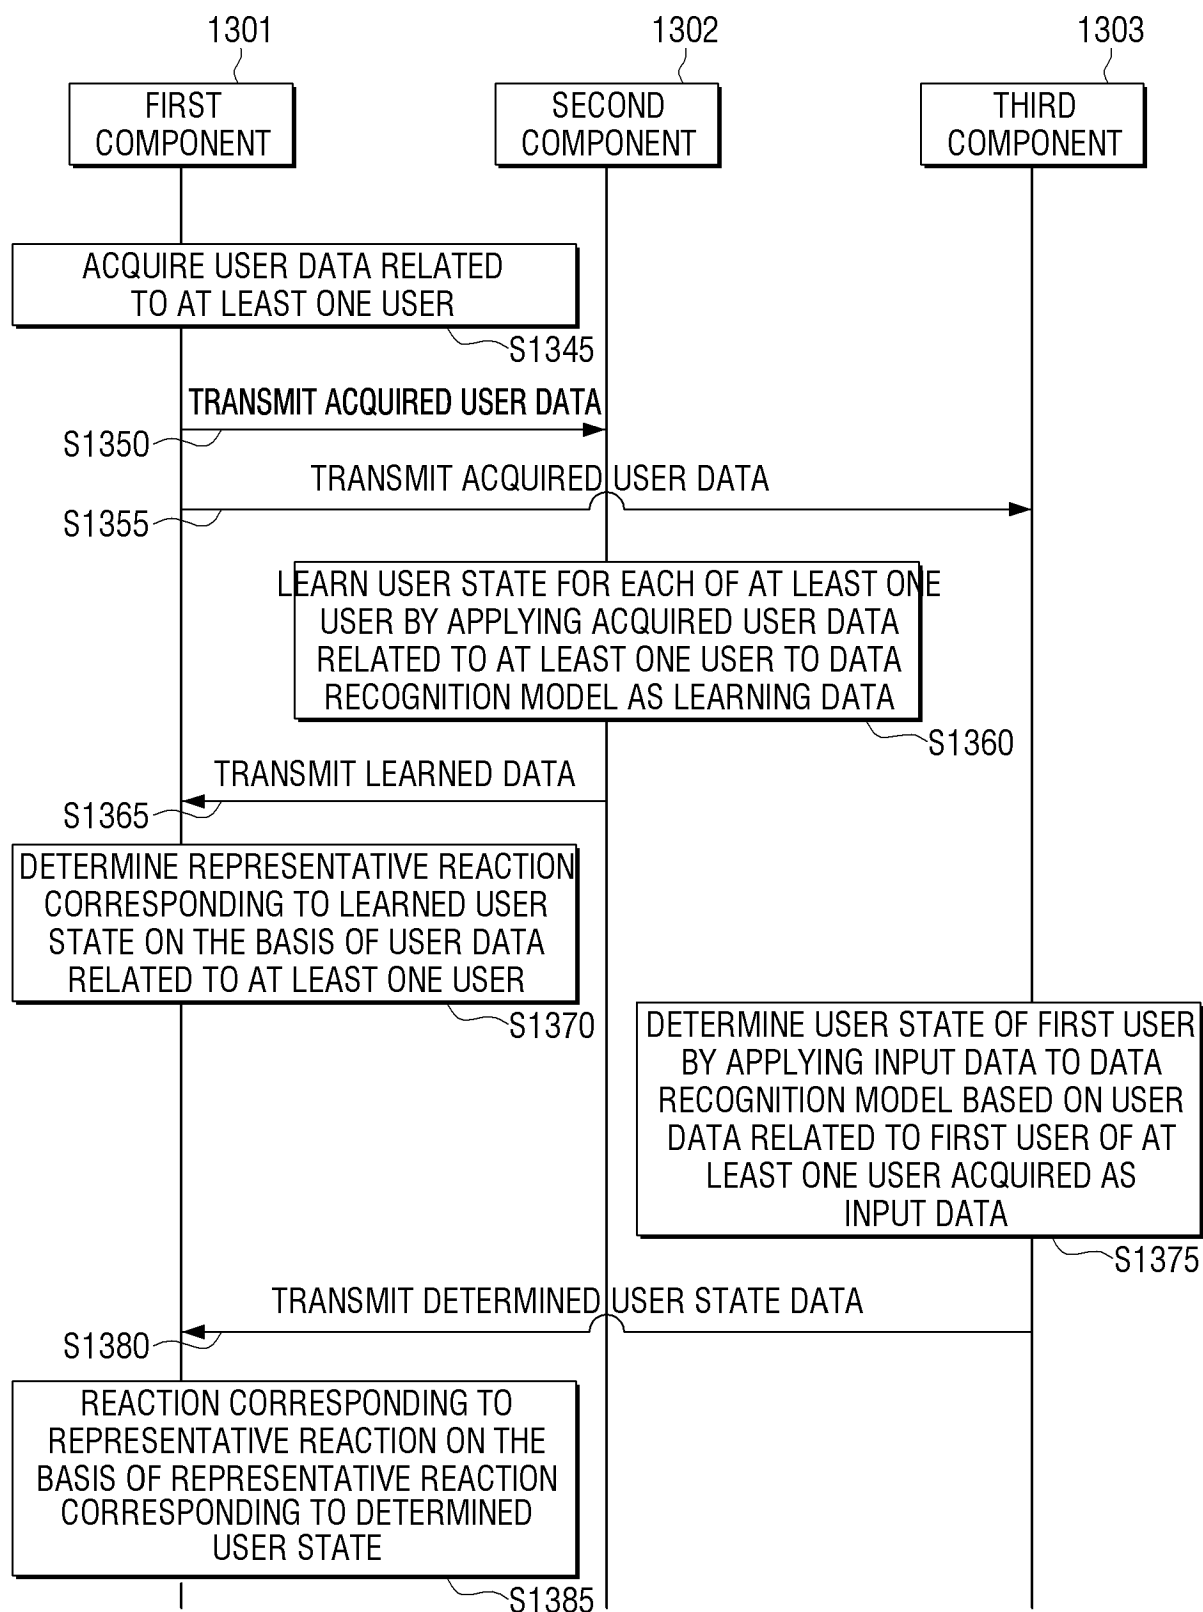 1301
1302
1303
FIRST
COMPONENT
SECOND
COMPONENT
THIRD
COMPONENT
ACQUIRE USER DATA RELATED
TO AT LEAST ONE USER
S1345
TRANSMIT ACQUIRED USER DATA
S1350
TRANSMIT ACQUIRED USER DATA
S1355
LEARN USER STATE FOR EACH OF AT LEAST ONE
USER BY APPLYING ACQUIRED USER DATA
RELATED TO AT LEAST ONE USER TO DATA
RECOGNITION MODEL AS LEARNING DATA
S1360
TRANSMIT LEARNED DATA
S1365
DETERMINE REPRESENTATIVE REACTION
CORRESPONDING TO LEARNED USER
STATE ON THE BASIS OF USER DATA
RELATED TO AT LEAST ONE USER
S1370
DETERMINE USER STATE OF FIRST USER
BY APPLYING INPUT DATA TO DATA
RECOGNITION MODEL BASED ON USER
DATA RELATED TO FIRST USER OF AT
LEAST ONE USER ACQUIRED AS
INPUT DATA
S1375
TRANSMIT DETERMINED USER STATE DATA
S1380
REACTION CORRESPONDING TO
REPRESENTATIVE REACTION ON THE
BASIS OF REPRESENTATIVE REACTION
CORRESPONDING TO DETERMINED
USER STATE
S1385